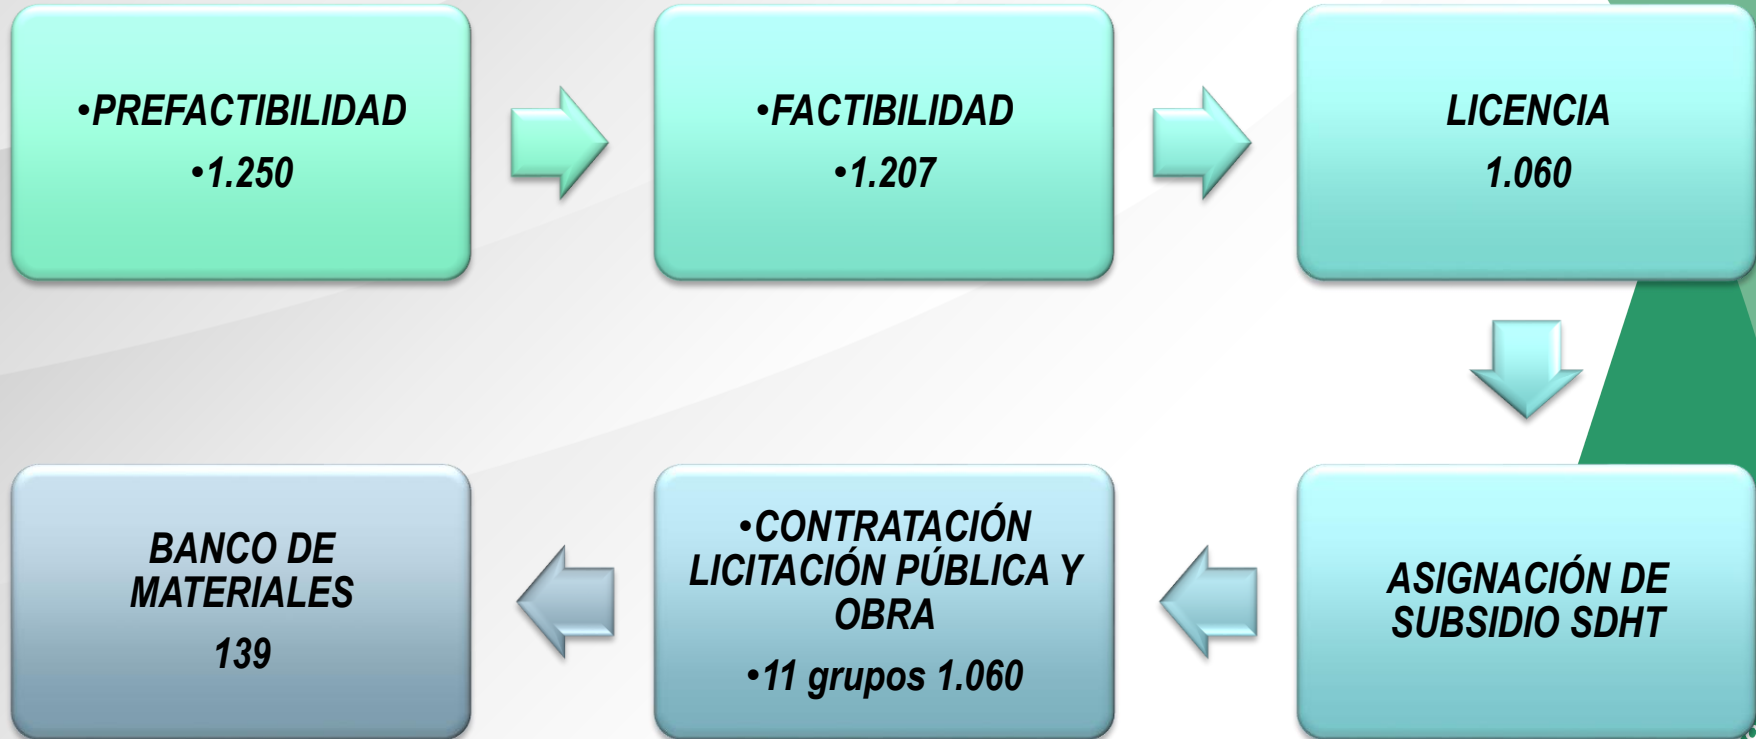 •PREFACTIBILIDAD
•1.250
•FACTIBILIDAD
•1.207
LICENCIA
1.060
ASIGNACIÓN DE
SUBSIDIO SDHT
•CONTRATACIÓN
LICITACIÓN PÚBLICA Y
OBRA
•11 grupos 1.060
BANCO DE
MATERIALES
139